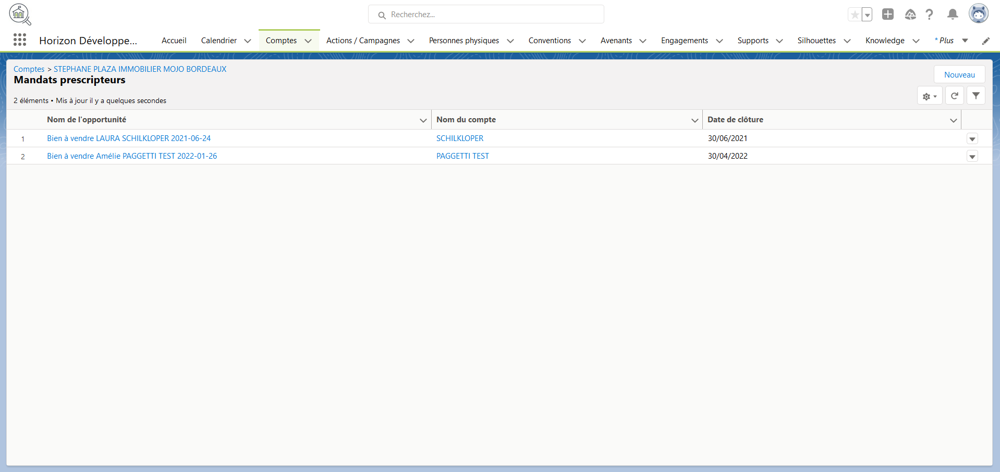 Recherchez...
Horizon Développe...
Accueil
Calendrier
Comptes
Actions / Campagnes
Personnes physiques
Conventions
Avenants
Engagements
Supports
Silhouettes
Knowledge
* Plus
Comptes > STEPHANE PLAZA IMMOBILIER MOJO BORDEAUX
Mandats prescripteurs
Nouveau
2 éléments • Mis à jour il y a quelques secondes
Nom de l'opportunité Nom du compte Date de clôture
1 Bien à vendre LAURA SCHILKLOPER 2021-06-24 SCHILKLOPER 30/06/2021
2 Bien à vendre Amélie PAGGETTI TEST 2022-01-26 PAGGETTI TEST 30/04/2022